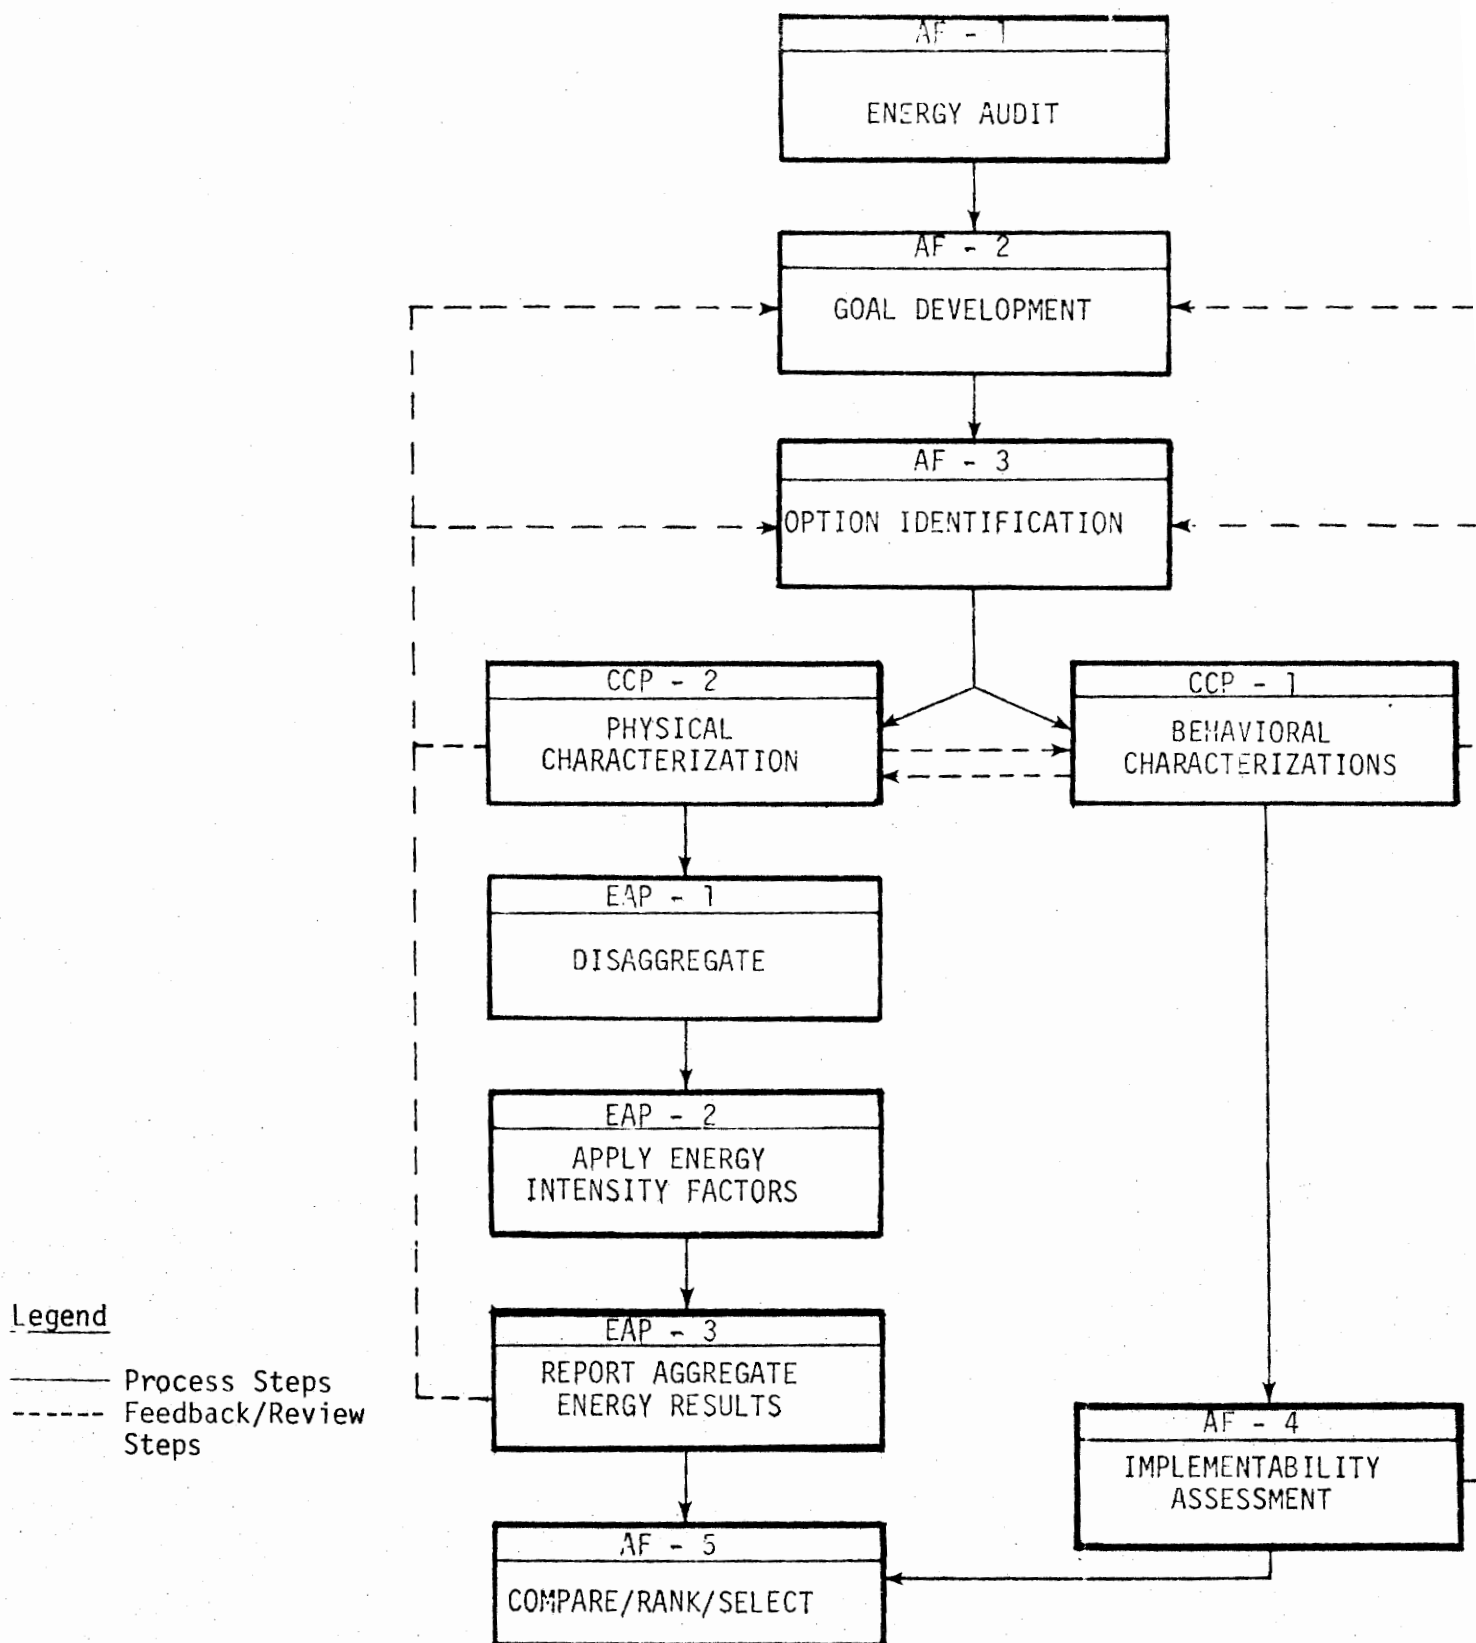 AF - 1
ENERGY AUDIT
AF - 2
GOAL DEVELOPMENT
AF - 3
OPTION IDENTIFICATION
CCP - 2
PHYSICAL
CHARACTERIZATION
CCP - 1
BEHAVIORAL
CHARACTERIZATIONS
EAP - 1
DISAGGREGATE
EAP - 2
APPLY ENERGY
INTENSITY FACTORS
EAP - 3
REPORT AGGREGATE
ENERGY RESULTS
AF - 4
IMPLEMENTABILITY
ASSESSMENT
AF - 5
COMPARE/RANK/SELECT
Legend
Process Steps
Feedback/Review
Steps